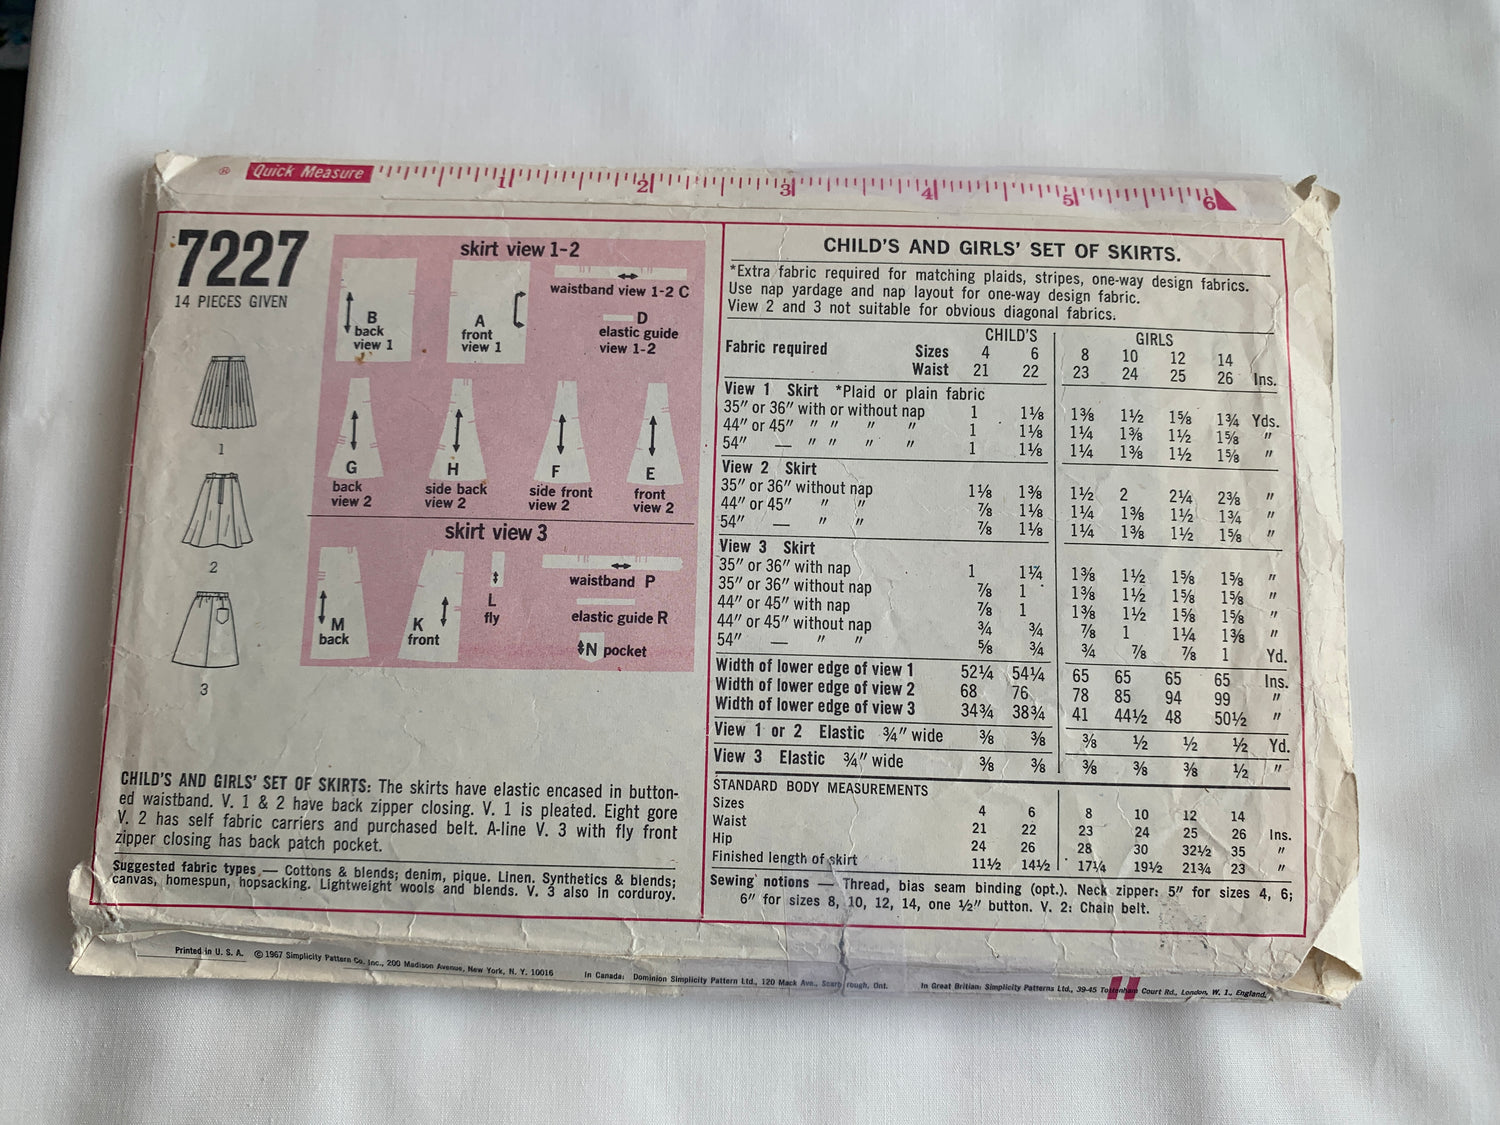 ® Quick Measure 1 2 3 4 5 6
7227
14 PIECES GIVEN
1
2
3
skirt view 1-2
B
back
view 1
A
front
view 1
waistband view 1-2 C
D
elastic guide
view 1-2
G
back
view 2
H
side back
view 2
F
side front
view 2
E
front
view 2
skirt view 3
M
back
K
front
L
fly
waistband P
elastic guide R
N pocket
CHILD'S AND GIRLS' SET OF SKIRTS: The skirts have elastic encased in button-
ed waistband. V. 1 & 2 have back zipper closing. V. 1 is pleated. Eight gore
V. 2 has self fabric carriers and purchased belt. A-line V. 3 with fly front
zipper closing has back patch pocket.
Suggested fabric types — Cottons & blends; denim, pique. Linen. Synthetics & blends;
canvas, homespun, hopsacking. Lightweight wools and blends. V. 3 also in corduroy.
CHILD'S AND GIRLS' SET OF SKIRTS.
*Extra fabric required for matching plaids, stripes, one-way design fabrics.
Use nap yardage and nap layout for one-way design fabric.
View 2 and 3 not suitable for obvious diagonal fabrics.
CHILD'S GIRLS
Fabric required Sizes 4 6 8 10 12 14
Waist 21 22 23 24 25 26 Ins.
View 1 Skirt *Plaid or plain fabric
35" or 36" with or without nap 1 1⅛ 1⅜ 1½ 1⅝ 1¾ Yds.
44" or 45" " " " " 1 1⅛ 1¼ 1⅜ 1½ 1⅝ "
54" — " " " " 1 1⅛ 1¼ 1⅜ 1½ 1⅝ "
View 2 Skirt
35" or 36" without nap 1⅛ 1⅜ 1½ 2 2¼ 2⅜ "
44" or 45" " " ⅞ 1⅛ 1¼ 1⅜ 1½ 1¾ "
54" — " " ⅞ 1⅛ 1¼ 1⅜ 1½ 1⅝ "
View 3 Skirt
35" or 36" with nap 1 1¼ 1⅜ 1½ 1⅝ 1⅝ "
35" or 36" without nap ⅞ 1 1⅜ 1½ 1⅝ 1⅝ "
44" or 45" with nap ⅞ 1 1⅜ 1½ 1⅝ 1⅝ "
44" or 45" without nap ¾ ¾ ⅞ 1 1¼ 1⅜ "
54" — " " ⅝ ¾ ¾ ⅞ ⅞ 1 Yd.
Width of lower edge of view 1 52¼ 54¼ 65 65 65 65 Ins.
Width of lower edge of view 2 68 76 78 85 94 99 "
Width of lower edge of view 3 34¾ 38¾ 41 44½ 48 50½ "
View 1 or 2 Elastic ¾" wide ⅜ ⅜ ⅜ ½ ½ ½ Yd.
View 3 Elastic ¾" wide ⅜ ⅜ ⅜ ⅜ ⅜ ½ "
STANDARD BODY MEASUREMENTS
Sizes 4 6 8 10 12 14
Waist 21 22 23 24 25 26 Ins.
Hip 24 26 28 30 32½ 35 "
Finished length of skirt 11½ 14½ 17¼ 19½ 21¾ 23 "
Sewing notions — Thread, bias seam binding (opt.). Neck zipper: 5" for sizes 4, 6;
6" for sizes 8, 10, 12, 14, one ½" button. V. 2: Chain belt.
Printed in U. S. A. © 1967 Simplicity Pattern Co. Inc., 200 Madison Avenue, New York, N. Y. 10016 In Canada: Dominion Simplicity Pattern Ltd., 120 Mack Ave., Scarborough, Ont. In Great Britian: Simplicity Patterns Ltd., 39-45 Tottenham Court Rd., London, W. 1., England.